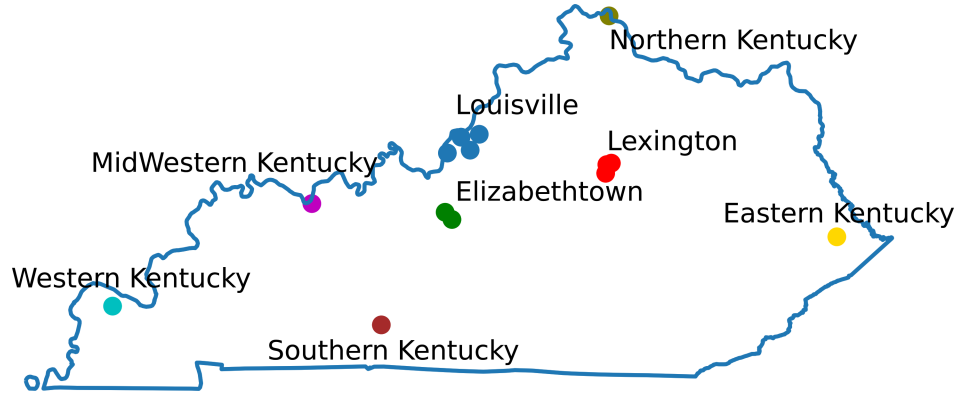 Northern Kentucky
Louisville
Lexington
MidWestern Kentucky
Elizabethtown
Eastern Kentucky
Western Kentucky
Southern Kentucky